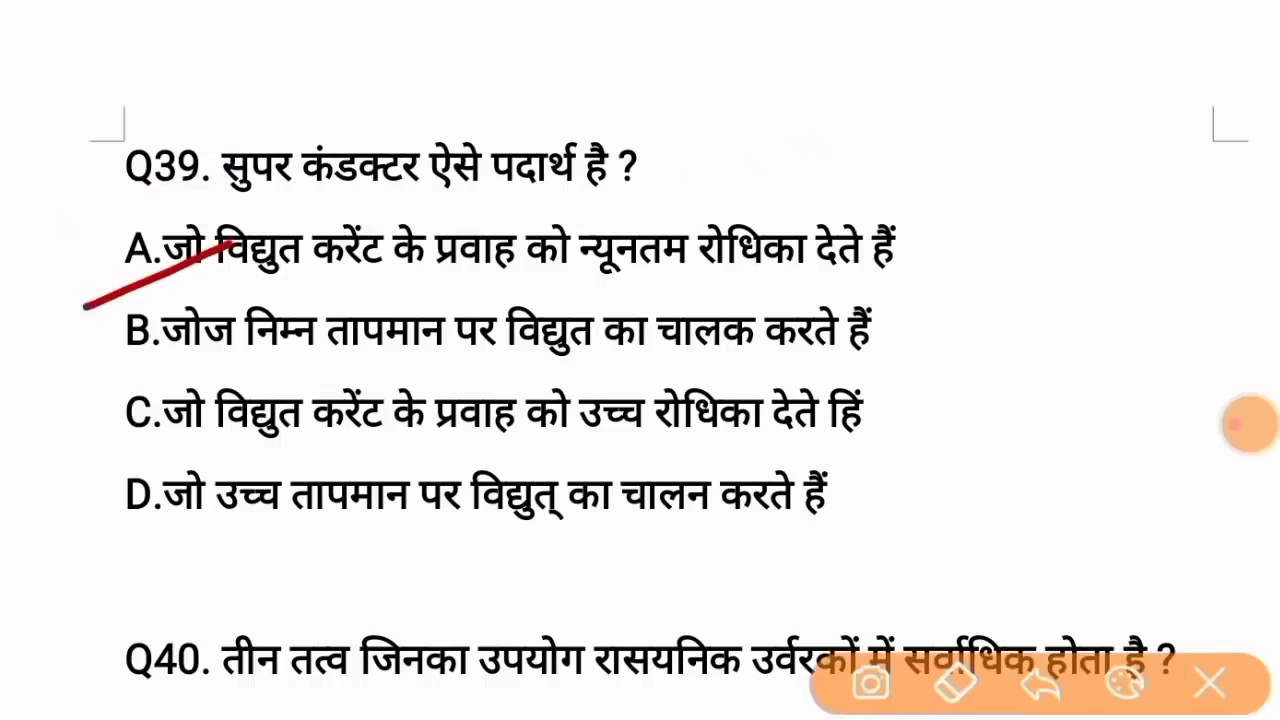 Q39. सुपर कंडक्टर ऐसे पदार्थ है ?
A.जो विद्युत करेंट के प्रवाह को न्यूनतम रोधिका देते हैं
B.जोज निम्न तापमान पर विद्युत का चालक करते हैं
C.जो विद्युत करेंट के प्रवाह को उच्च रोधिका देते हिं
D.जो उच्च तापमान पर विद्युत् का चालन करते हैं
Q40. तीन तत्व जिनका उपयोग रासयनिक उर्वरकों में सर्वाधिक होता है ?